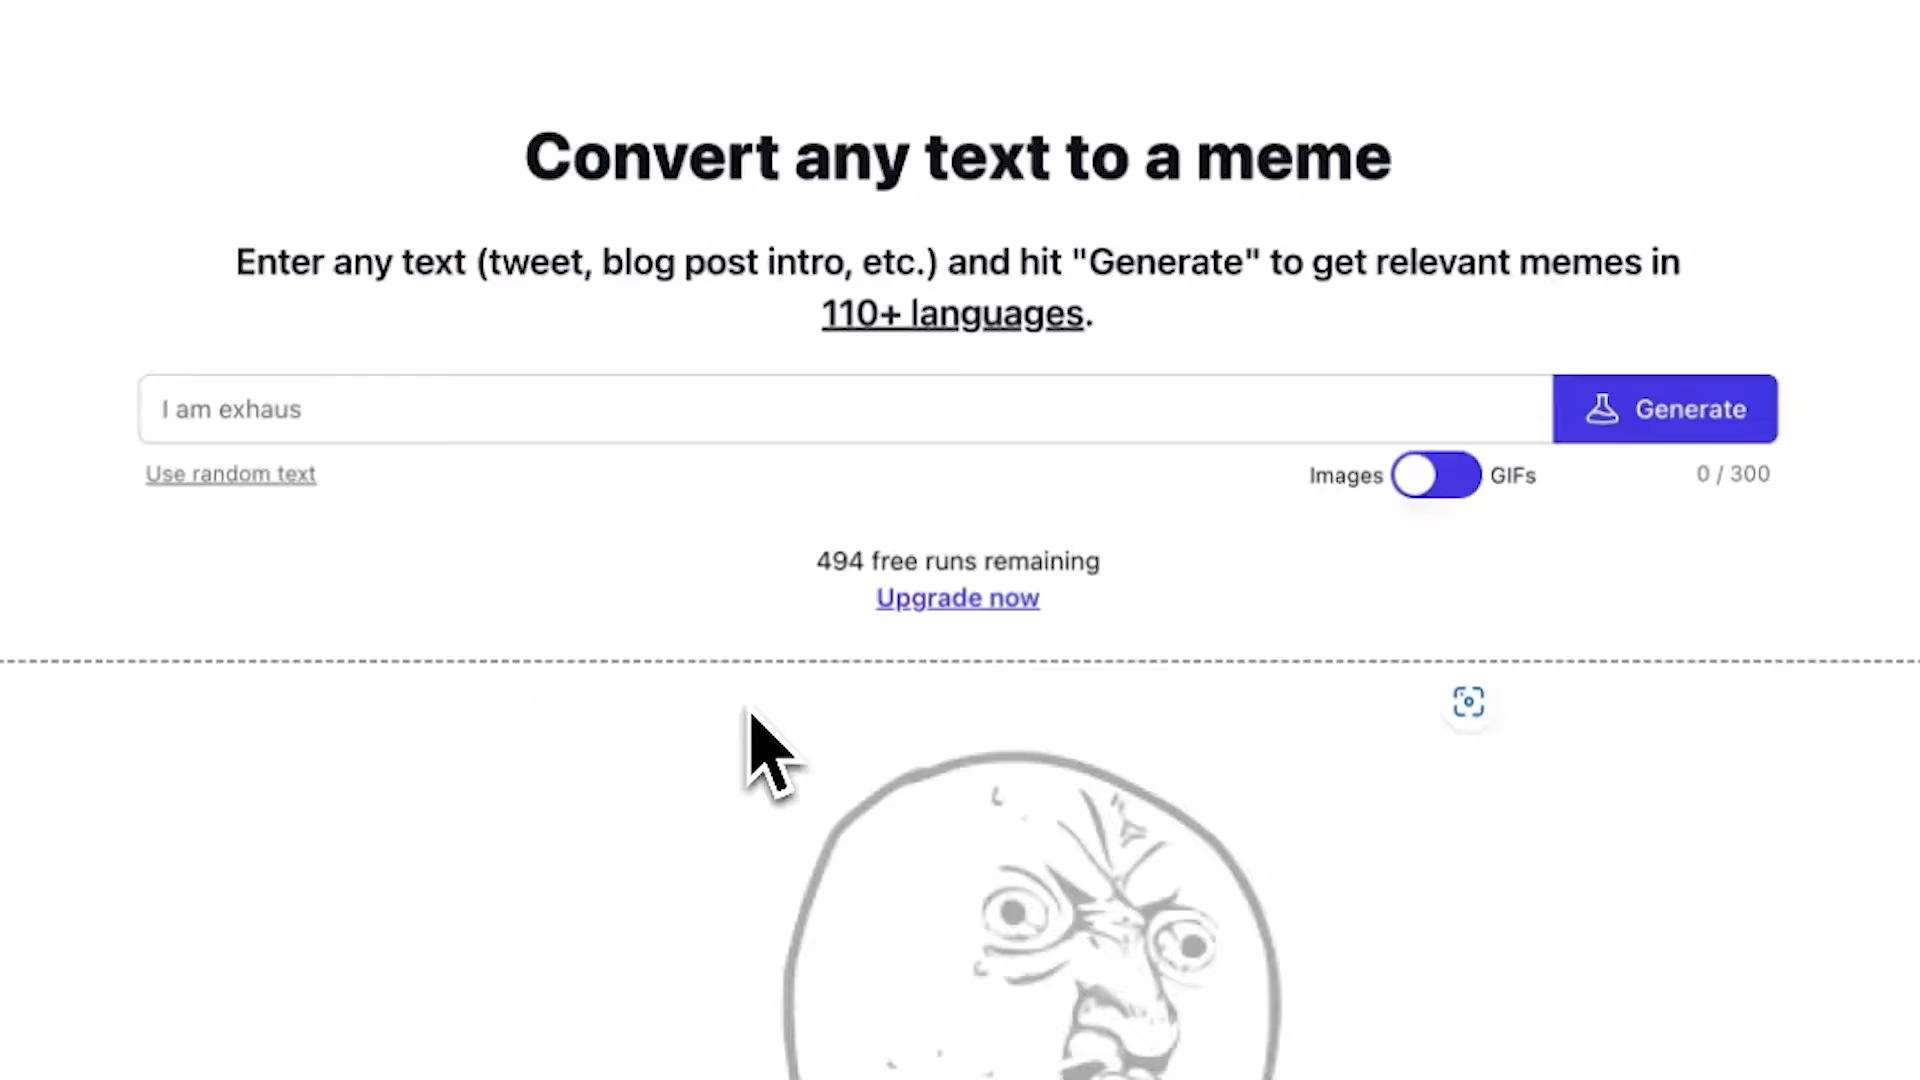 Convert any text to a meme
Enter any text (tweet, blog post intro, etc.) and hit "Generate" to get relevant memes in
110+ languages.
I am exhaus
Generate
Use random text
Images
GIFs
0 / 300
494 free runs remaining
Upgrade now